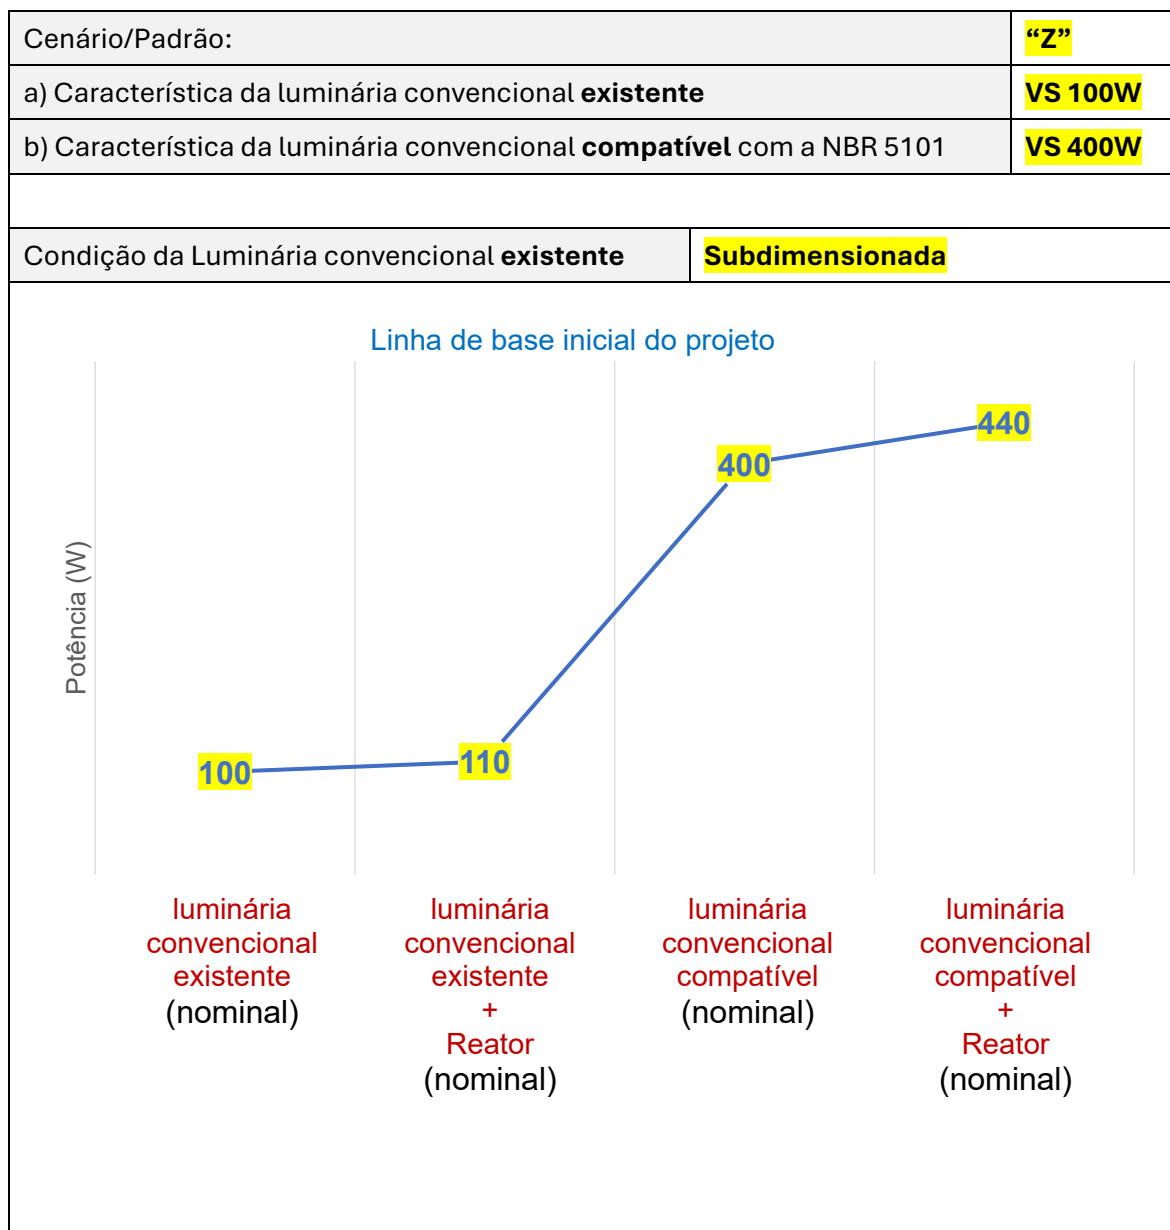 Cenário/Padrão: “Z”
a) Característica da luminária convencional existente VS 100W
b) Característica da luminária convencional compatível com a NBR 5101 VS 400W
Condição da Luminária convencional existente Subdimensionada
Linha de base inicial do projeto
Potência (W)
440
400
110
100
luminária
convencional
existente
(nominal)
luminária
convencional
existente
+
Reator
(nominal)
luminária
convencional
compatível
(nominal)
luminária
convencional
compatível
+
Reator
(nominal)